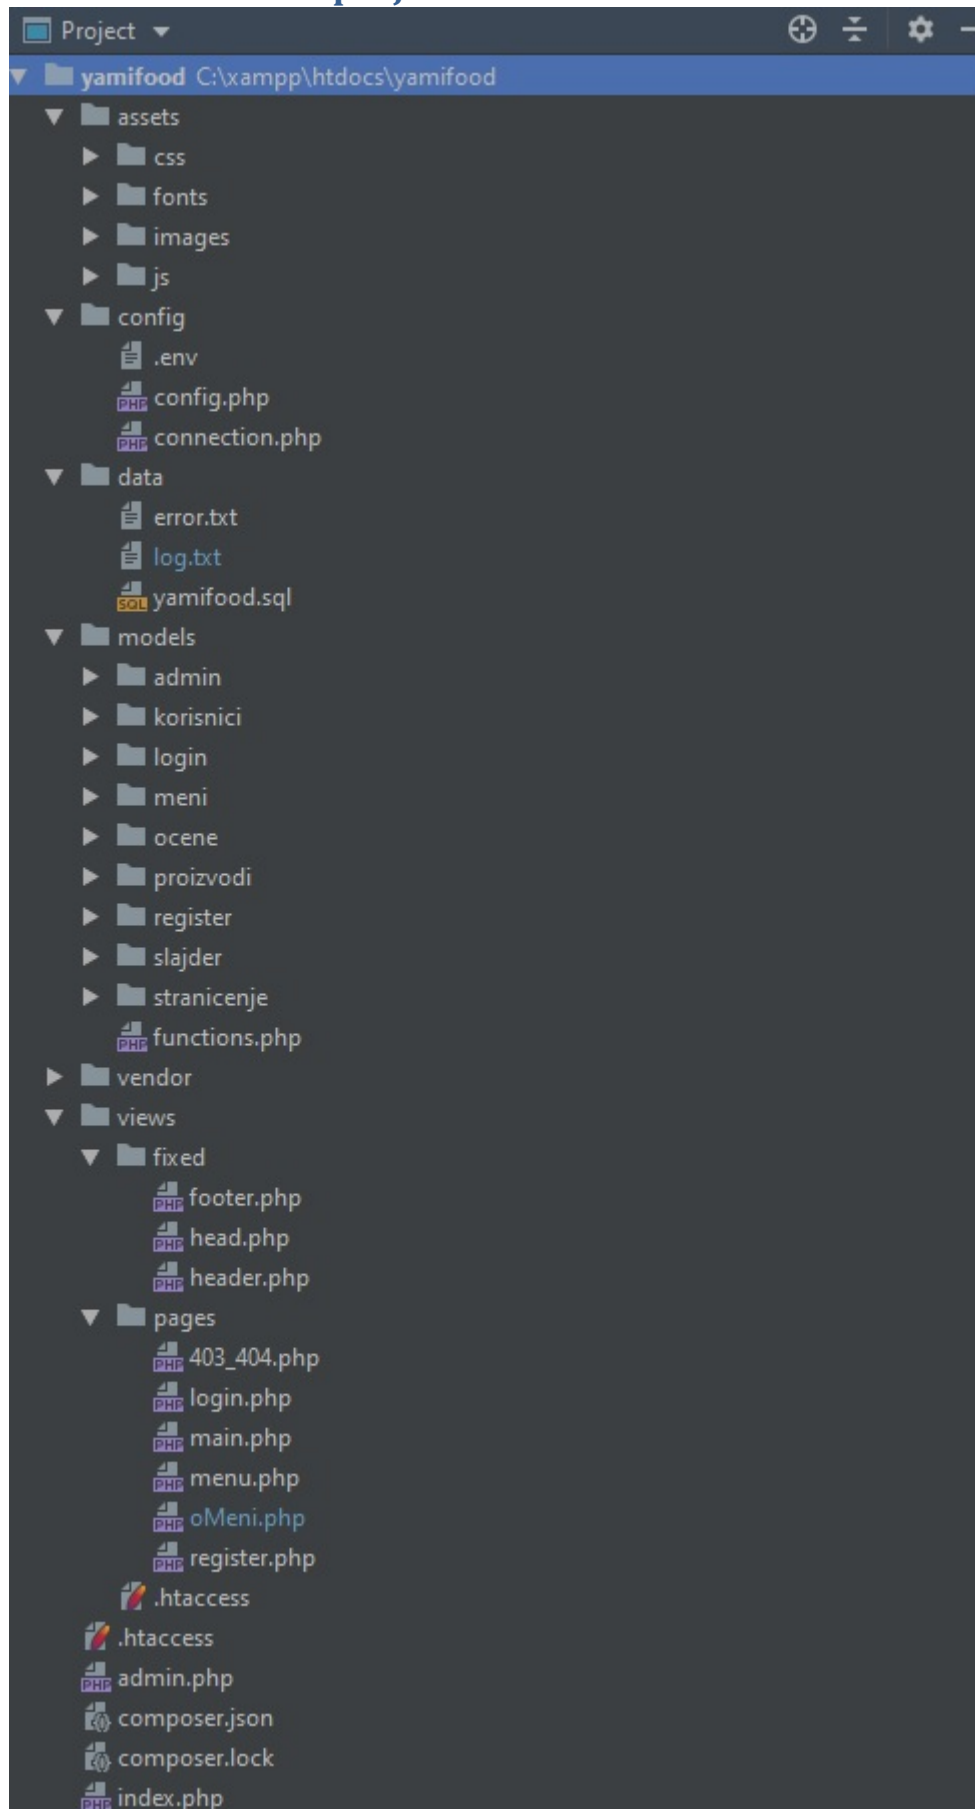 Project
yamifood C:\xampp\htdocs\yamifood
assets
css
fonts
images
js
config
.env
config.php
connection.php
data
error.txt
log.txt
yamifood.sql
models
admin
korisnici
login
meni
ocene
proizvodi
register
slajder
stranicenje
functions.php
vendor
views
fixed
footer.php
head.php
header.php
pages
403_404.php
login.php
main.php
menu.php
oMeni.php
register.php
.htaccess
.htaccess
admin.php
composer.json
composer.lock
index.php